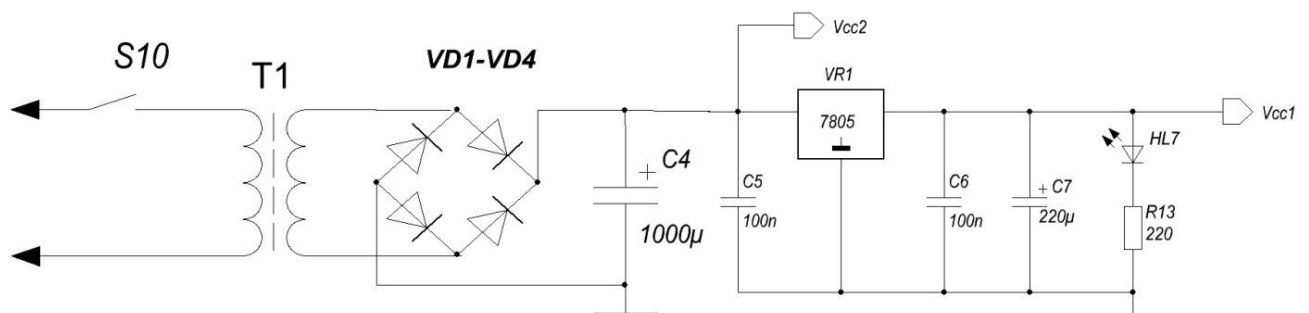 Vcc2
S10
T1
VD1-VD4
VR1
7805
Vcc1
HL7
+ C4
1000µ
C5
100n
C6
100n
+ C7
220µ
R13
220